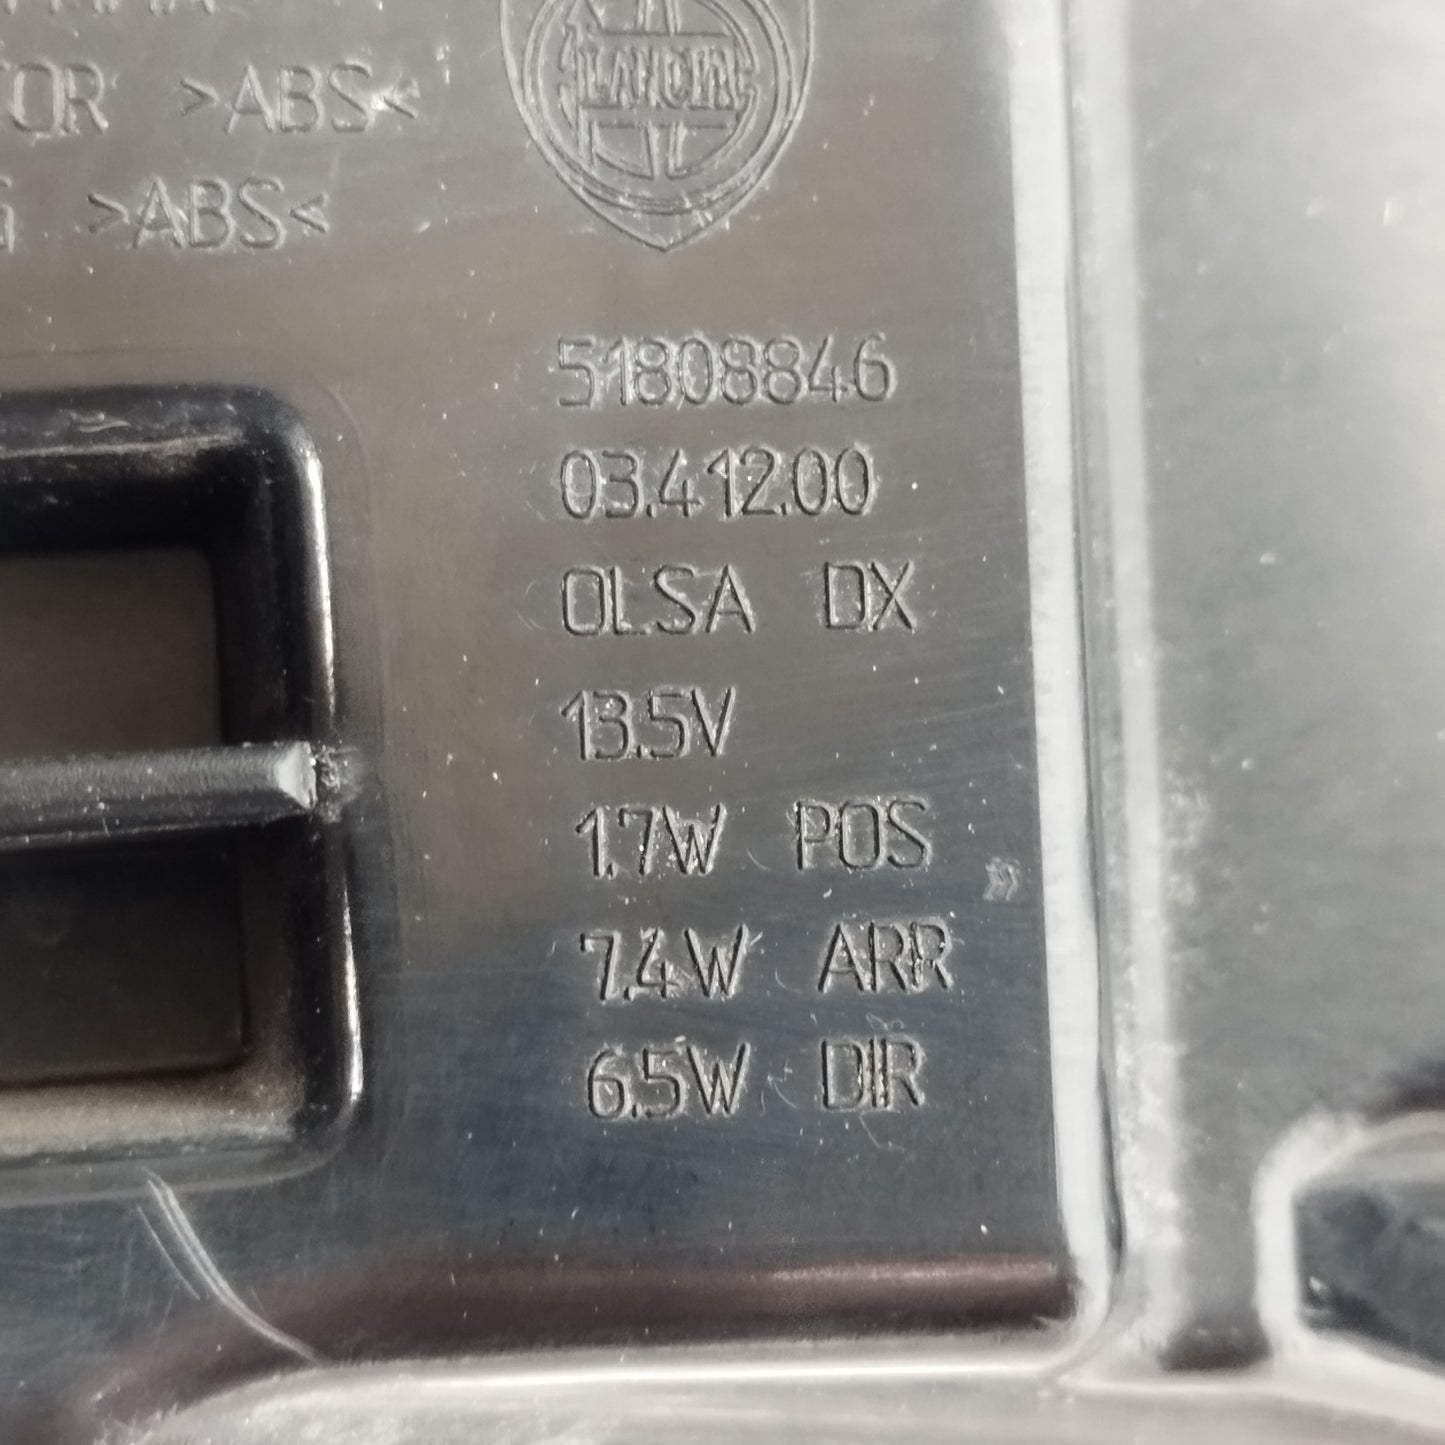 >ABS<
>ABS<
LANCIA
51808846
03.412.00
OLSA DX
13.5V
1.7W POS
7.4W ARR
6.5W DIR